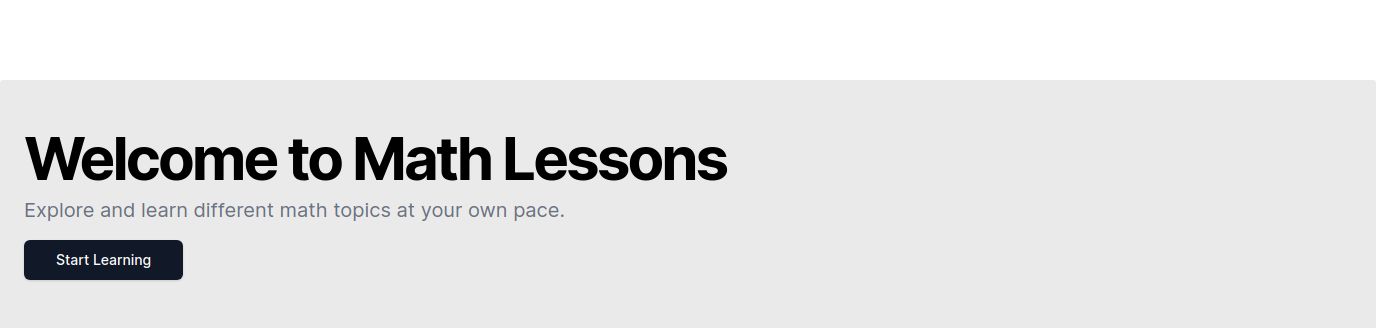 Welcome to Math Lessons
Explore and learn different math topics at your own pace.
Start Learning